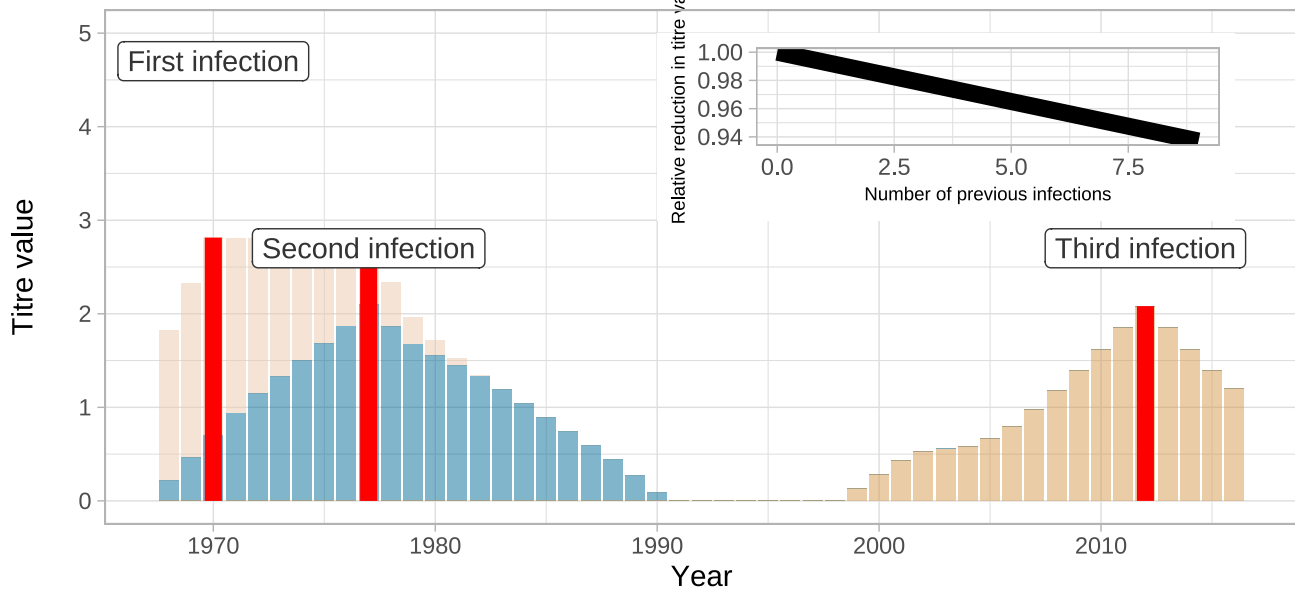 5
4
3
2
1
0
Titre value
First infection
Second infection
Third infection
1970
1980
1990
2000
2010
Year
Relative reduction in titre
1.00
0.98
0.96
0.94
0.0
2.5
5.0
7.5
Number of previous infections